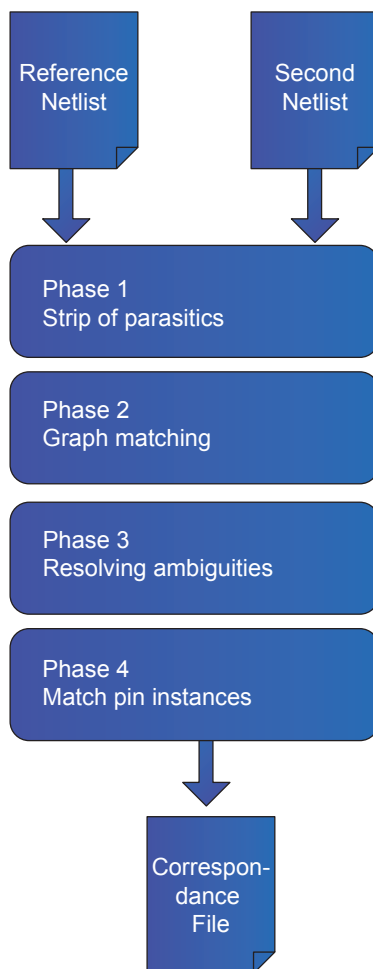 Reference
Netlist
Second
Netlist
Phase 1
Strip of parasitics
Phase 2
Graph matching
Phase 3
Resolving ambiguities
Phase 4
Match pin instances
Correspon-
dance
File